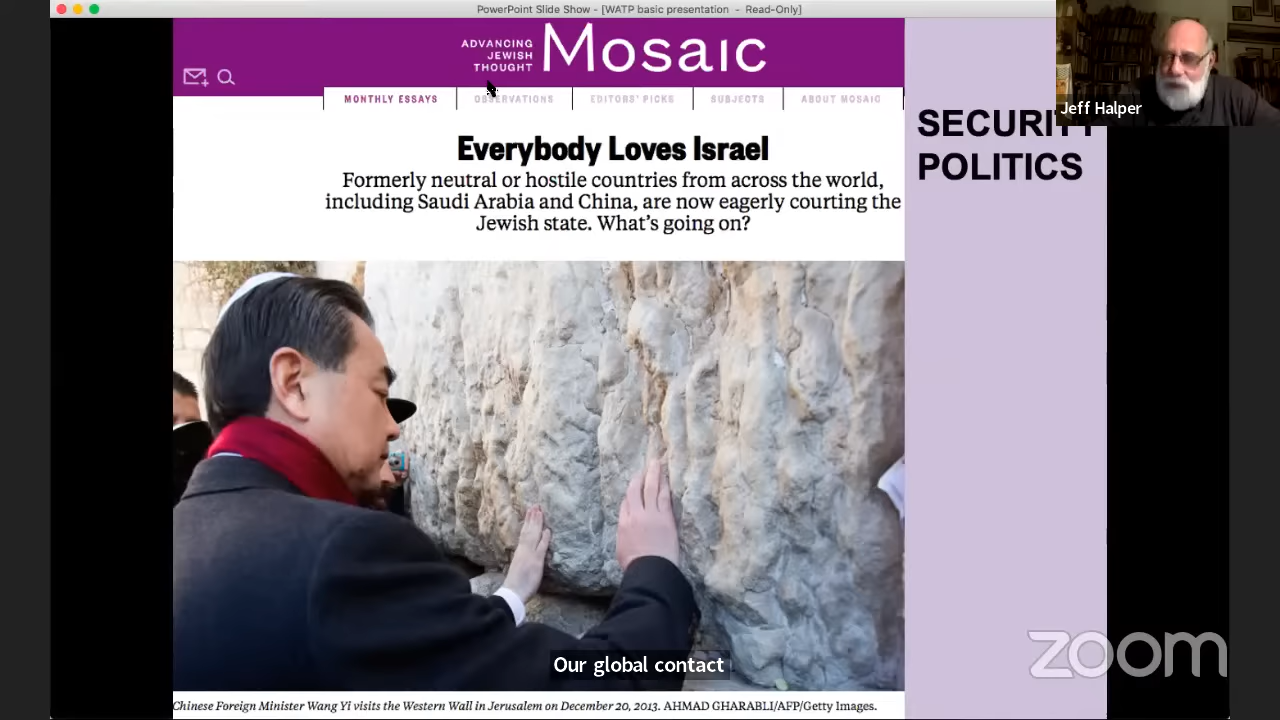 PowerPoint Slide Show - [WATP basic presentation - Read-Only]
ADVANCING
JEWISH
THOUGHT
Mosaic
MONTHLY ESSAYS
OBSERVATIONS
EDITORS' PICKS
SUBJECTS
ABOUT MOSAIC
Everybody Loves Israel
Formerly neutral or hostile countries from across the world,
including Saudi Arabia and China, are now eagerly courting the
Jewish state. What's going on?
SECURITY
POLITICS
Jeff Halper
Our global contact
zoom
Chinese Foreign Minister Wang Yi visits the Western Wall in Jerusalem on December 20, 2013. AHMAD GHARABLI/AFP/Getty Images.